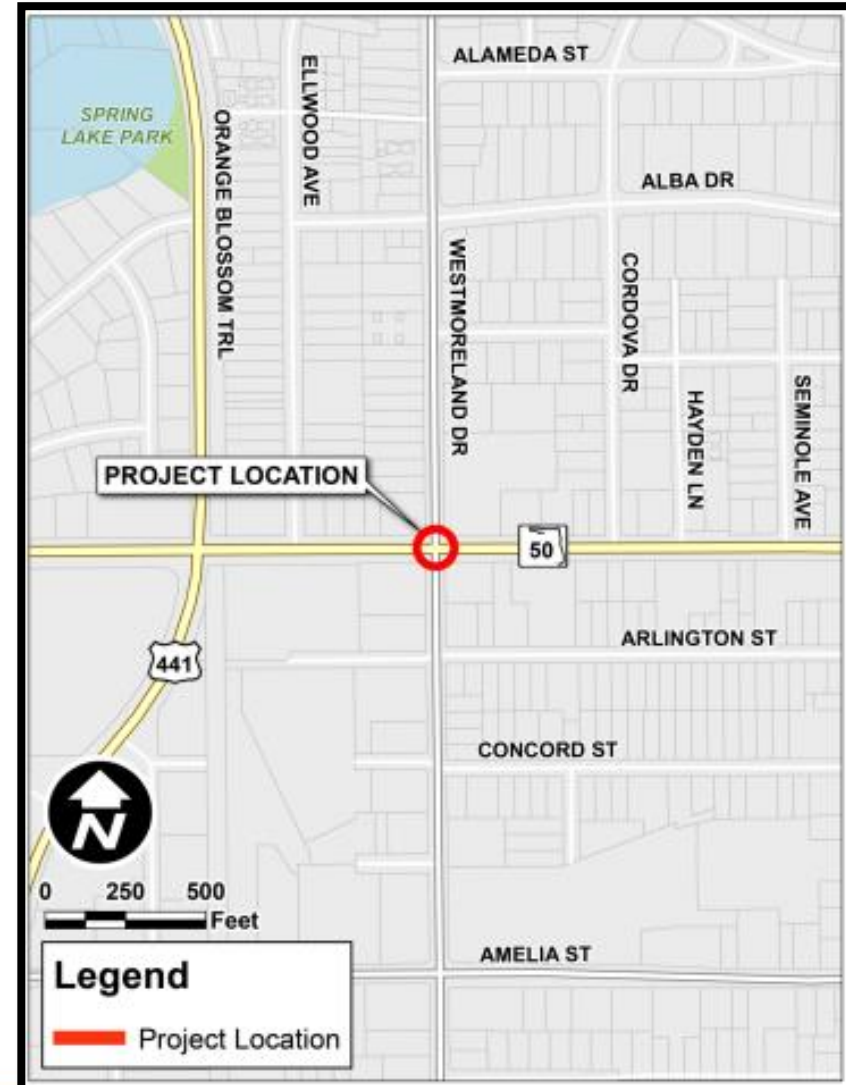 ALAMEDA ST
SPRING
LAKE PARK
ORANGE BLOSSOM TRL
ELLWOOD AVE
ALBA DR
WESTMORELAND DR
CORDOVA DR
HAYDEN LN
SEMINOLE AVE
PROJECT LOCATION
50
ARLINGTON ST
441
CONCORD ST
N
0 250 500
Feet
AMELIA ST
Legend
Project Location